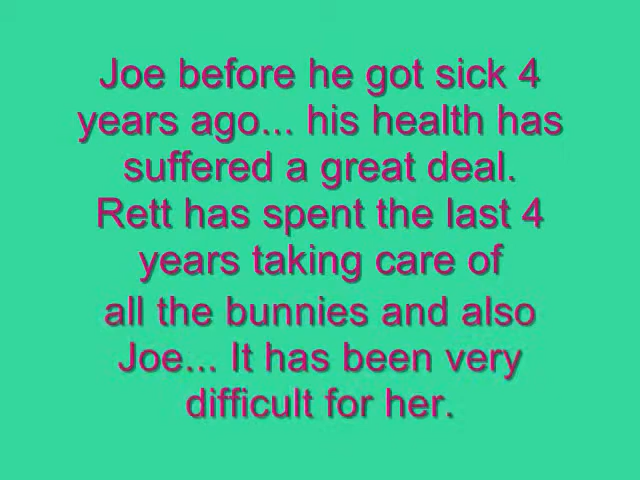 Joe before he got sick 4
years ago... his health has
suffered a great deal.
Rett has spent the last 4
years taking care of
all the bunnies and also
Joe... It has been very
difficult for her.